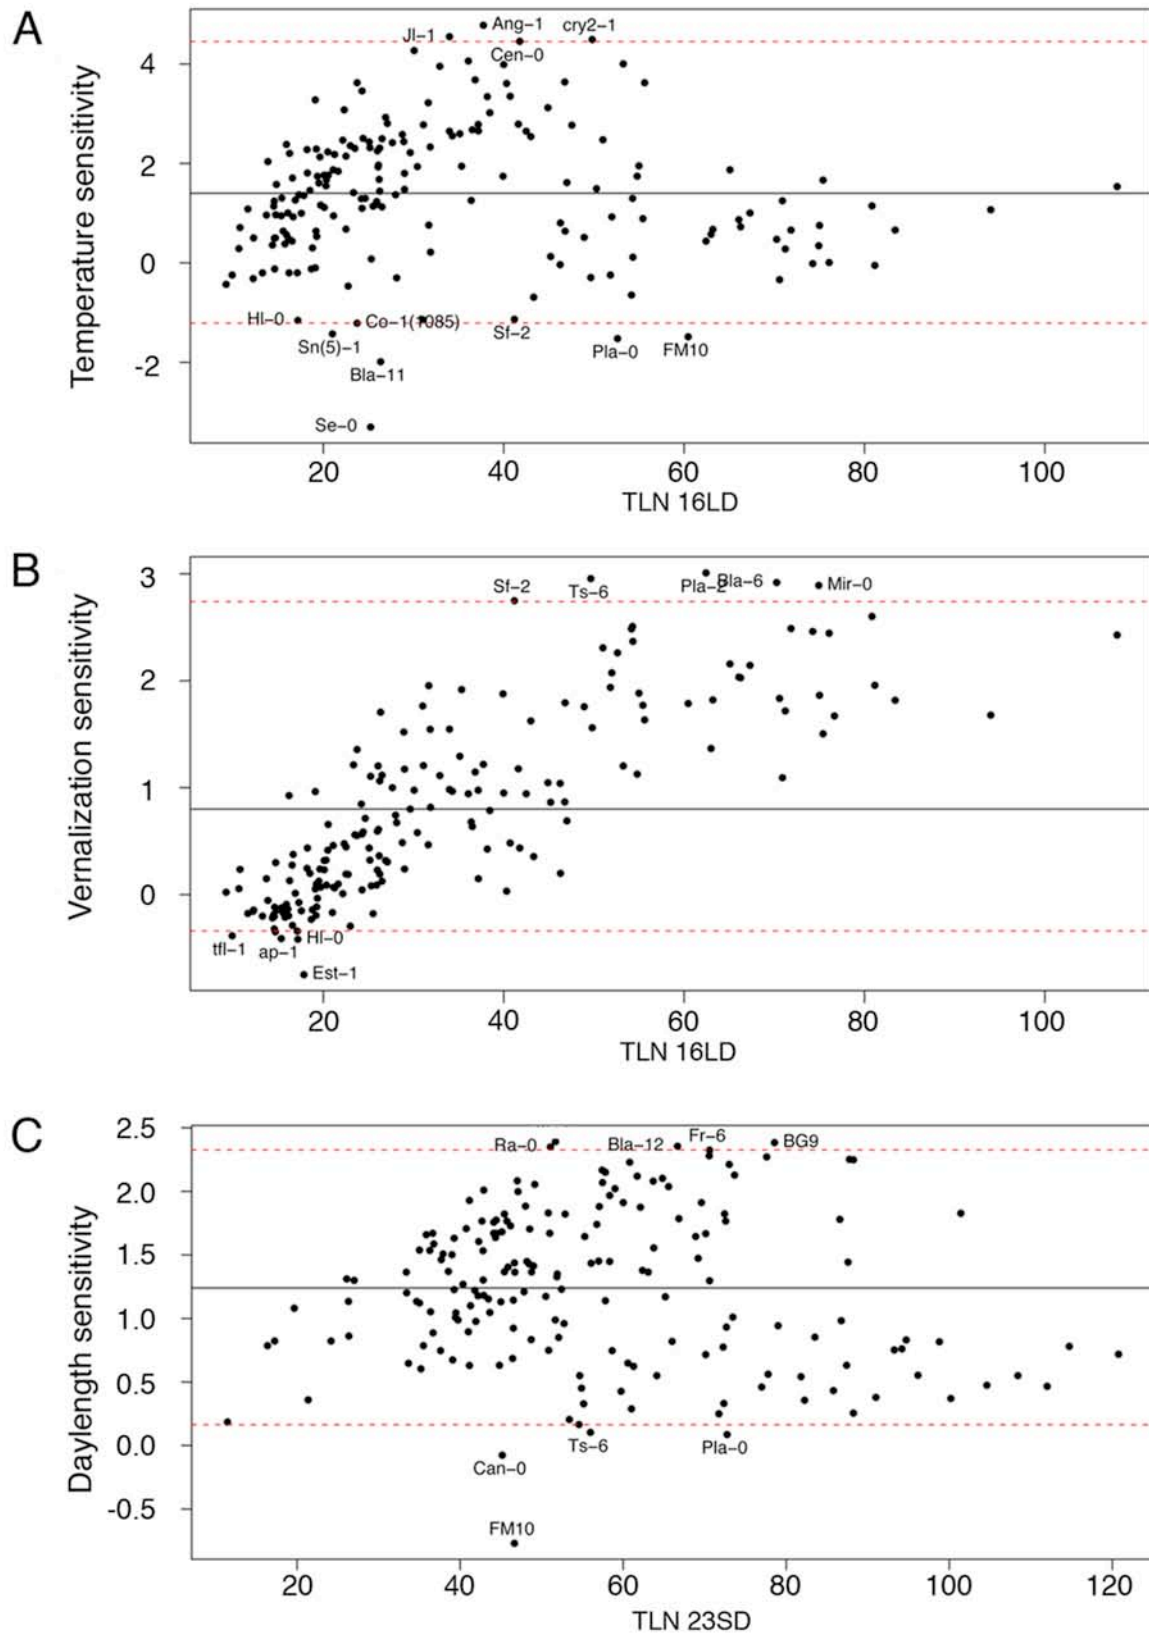 A
Temperature sensitivity
4
2
0
-2
Jl-1
Ang-1
cry2-1
Cen-0
Hl-0
Co-1(1085)
Sf-2
Sn(5)-1
Pla-0
FM10
Bla-11
Se-0
20 40 60 80 100
TLN 16LD
B
Vernalization sensitivity
3
2
1
0
Sf-2
Ts-6
Pla-2
Bla-6
Mir-0
tfl-1
ap-1
Hl-0
Est-1
20 40 60 80 100
TLN 16LD
C
Daylength sensitivity
2.5
2.0
1.5
1.0
0.5
0.0
-0.5
Ra-0
Bla-12
Fr-6
BG9
Ts-6
Pla-0
Can-0
FM10
20 40 60 80 100 120
TLN 23SD